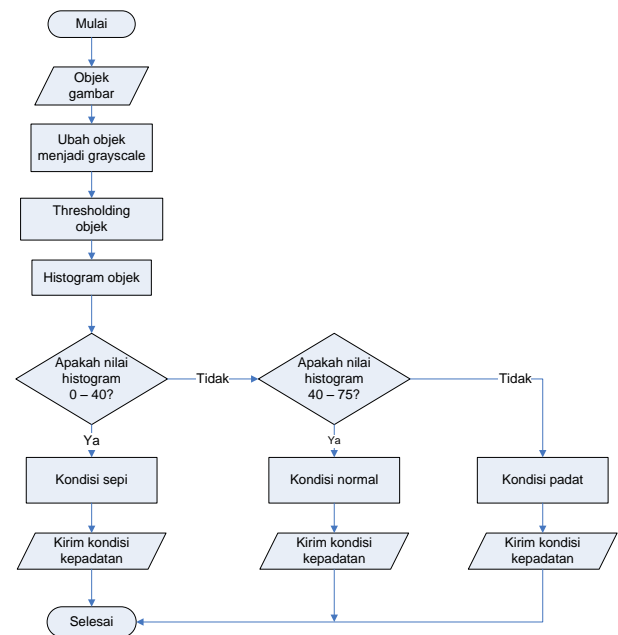 Mulai
Objek
gambar
Ubah objek
menjadi grayscale
Thresholding
objek
Histogram objek
Apakah nilai
histogram
0 – 40?
Tidak
Apakah nilai
histogram
40 – 75?
Tidak
Ya
Ya
Kondisi sepi
Kondisi normal
Kondisi padat
Kirim kondisi
kepadatan
Kirim kondisi
kepadatan
Kirim kondisi
kepadatan
Selesai